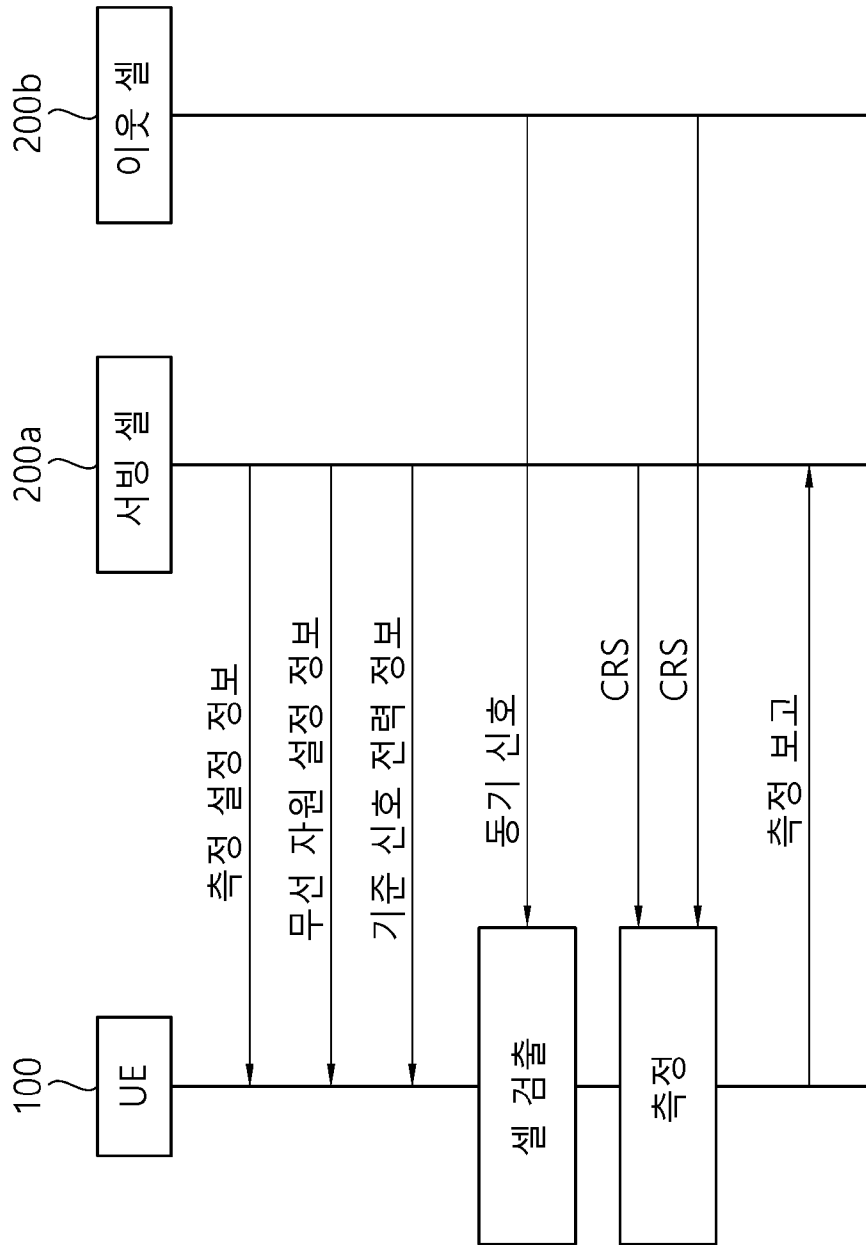 100
200a
200b
UE
서빙 셀
이웃 셀
측정 설정 정보
무선 자원 설정 정보
기준 신호 전력 정보
동기 신호
셀 검출
CRS
CRS
측정
측정 보고